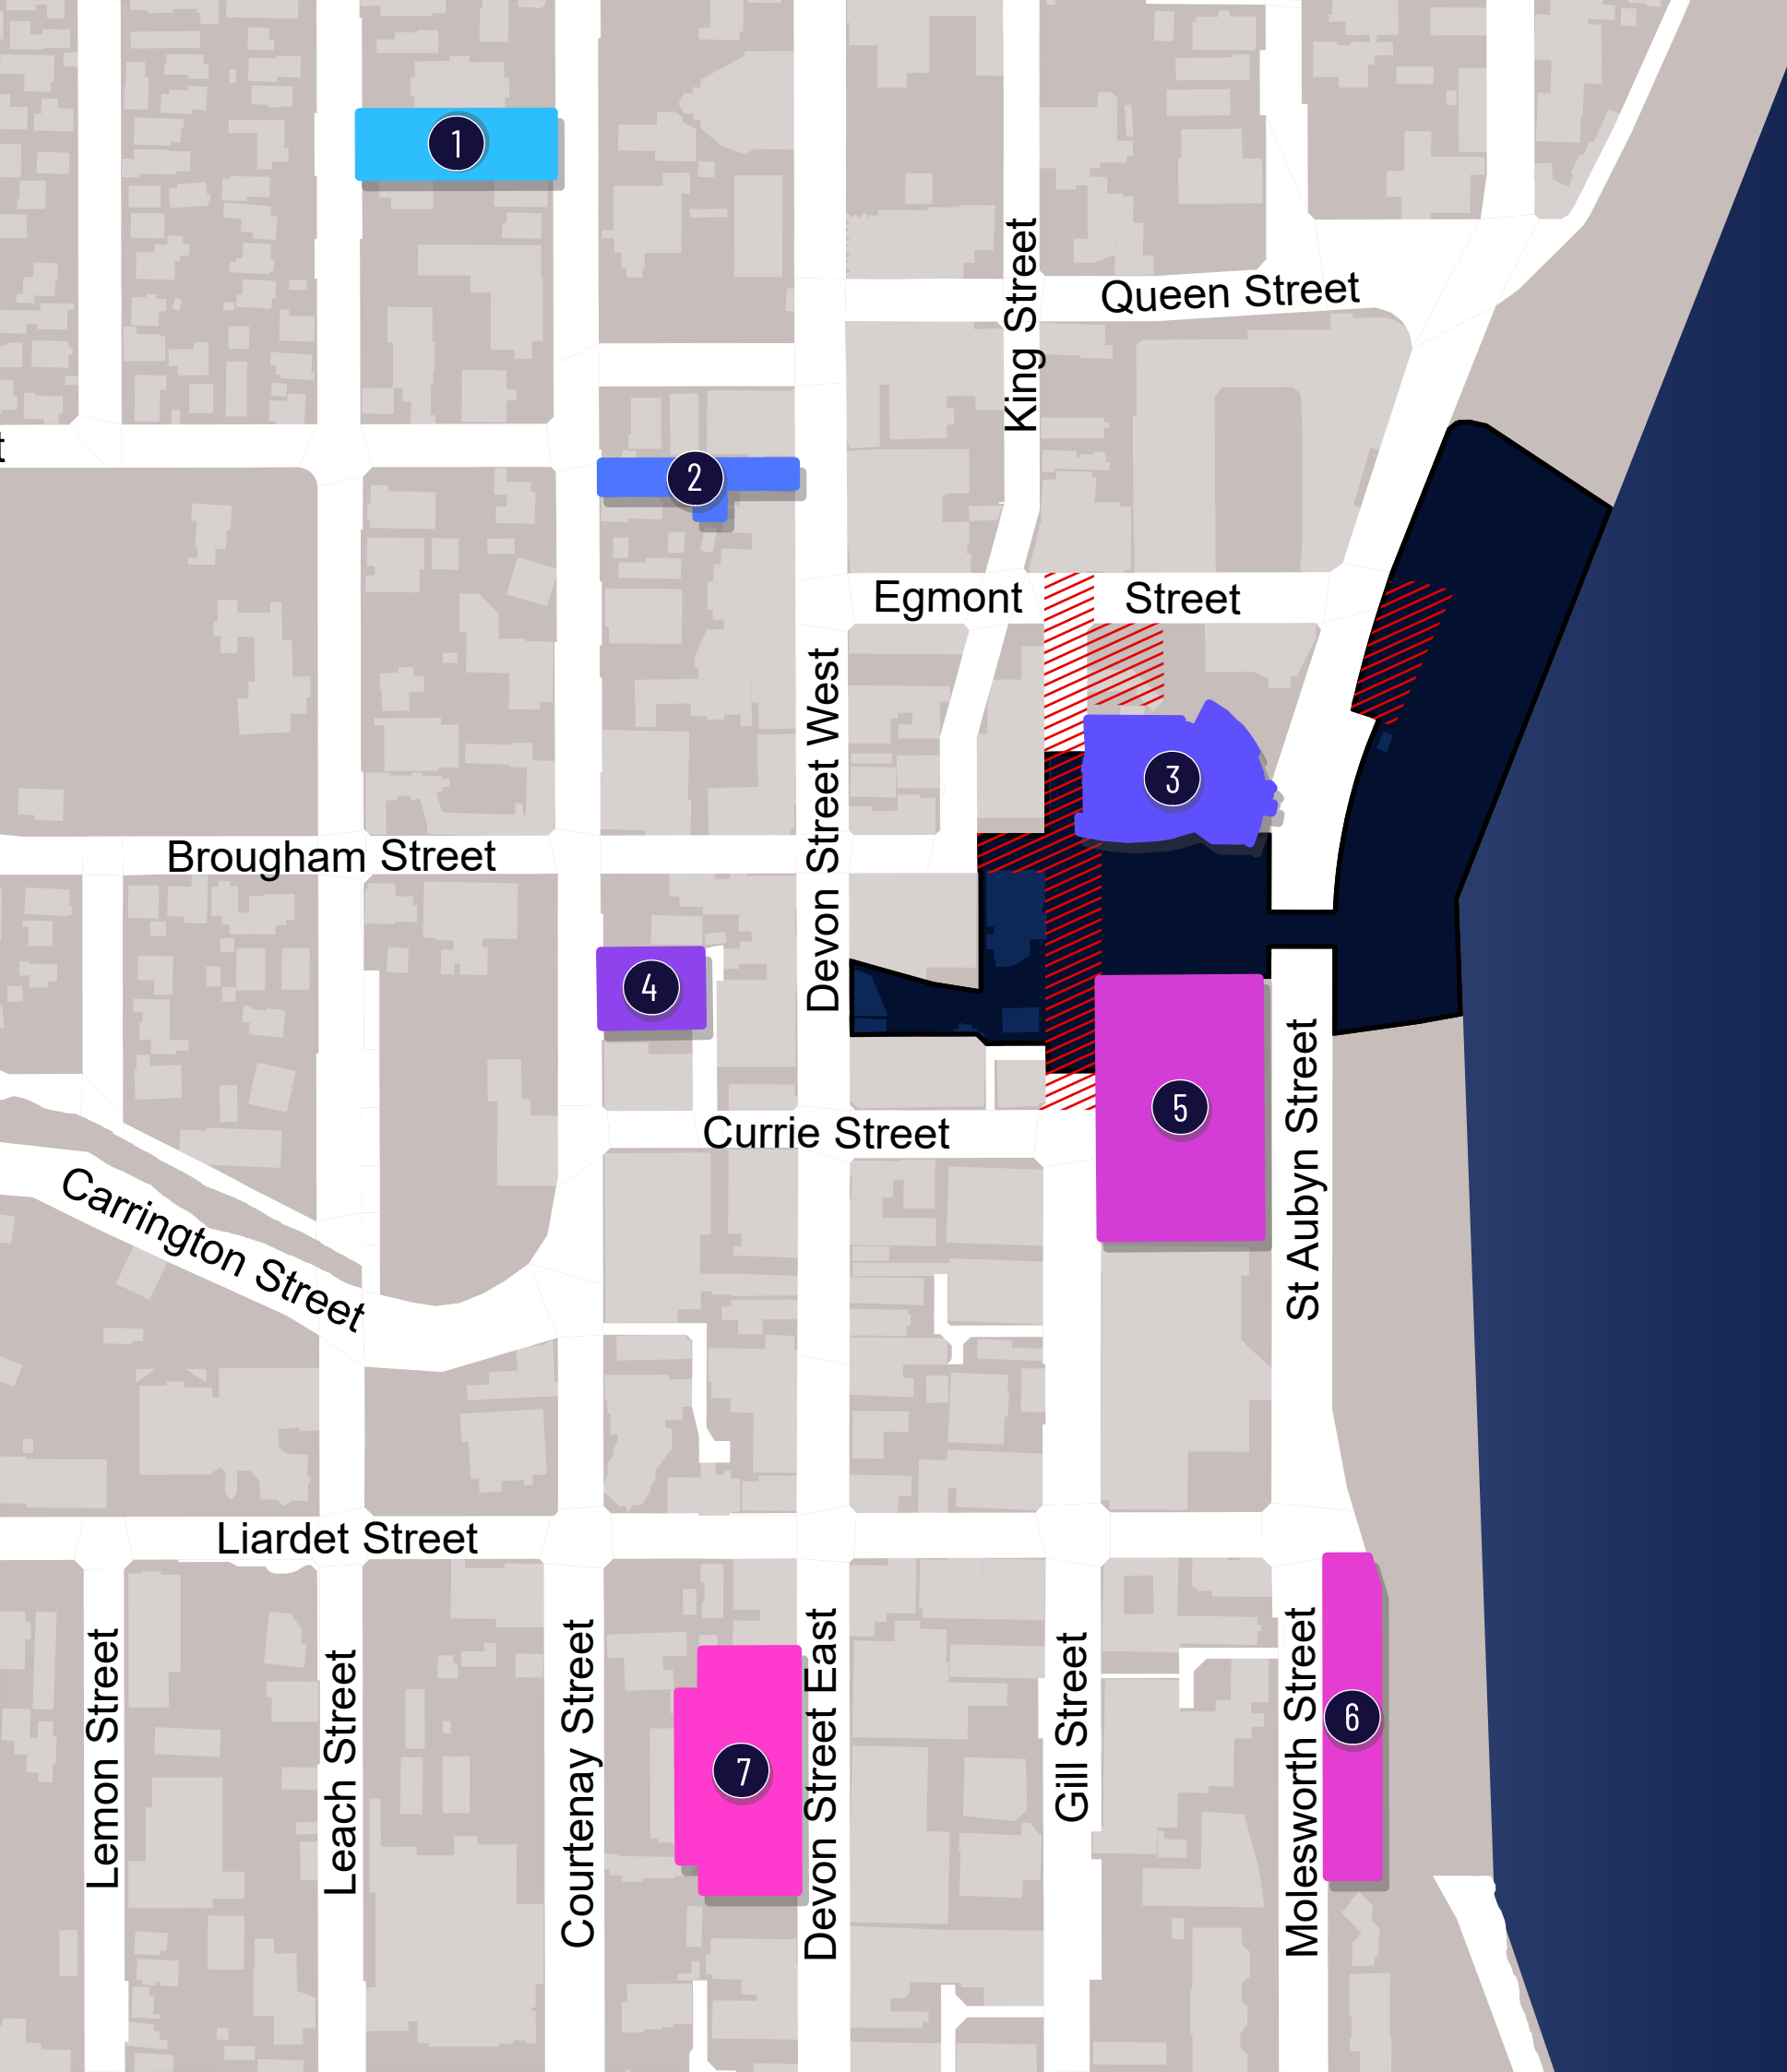 1
King Street
Queen Street
t
2
Egmont Street
Devon Street West
3
Brougham Street
4
St Aubyn Street
5
Currie Street
Carrington Street
Liardet Street
Lemon Street
Leach Street
Courtenay Street
Devon Street East
Gill Street
Molesworth Street
6
7